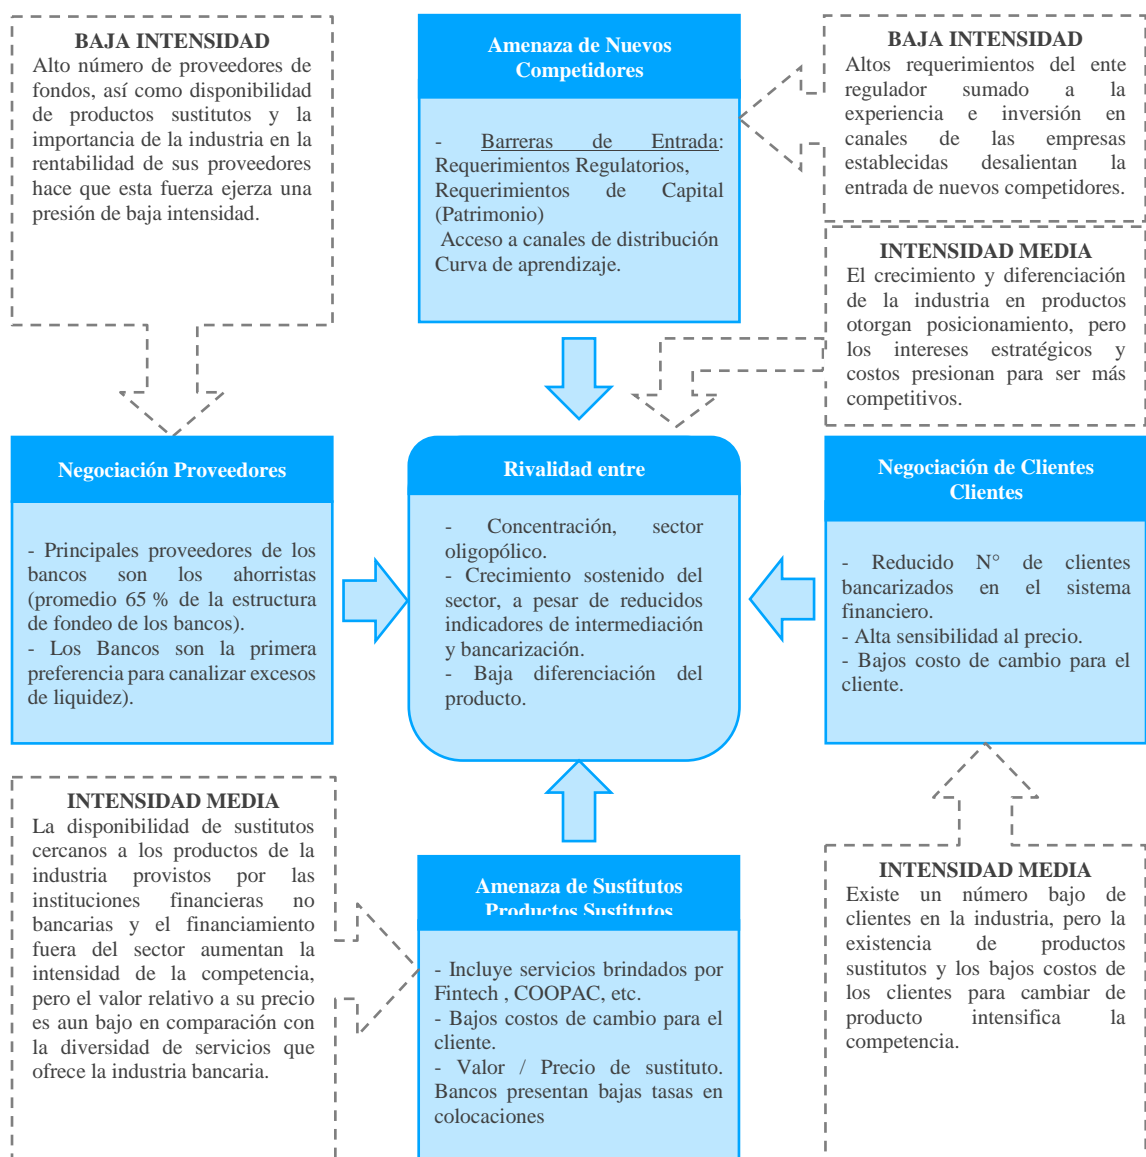 BAJA INTENSIDAD
Alto número de proveedores de
fondos, así como disponibilidad
de productos sustitutos y la
importancia de la industria en la
rentabilidad de sus proveedores
hace que esta fuerza ejerza una
presión de baja intensidad.
Amenaza de Nuevos
Competidores
- Barreras de Entrada:
Requerimientos Regulatorios,
Requerimientos de Capital
(Patrimonio)
Acceso a canales de distribución
Curva de aprendizaje.
BAJA INTENSIDAD
Altos requerimientos del ente
regulador sumado a la
experiencia e inversión en
canales de las empresas
establecidas desalientan la
entrada de nuevos competidores.
INTENSIDAD MEDIA
El crecimiento y diferenciación
de la industria en productos
otorgan posicionamiento, pero
los intereses estratégicos y
costos presionan para ser más
competitivos.
Negociación Proveedores
- Principales proveedores de los
bancos son los ahorristas
(promedio 65 % de la estructura
de fondeo de los bancos).
- Los Bancos son la primera
preferencia para canalizar excesos
de liquidez).
Rivalidad entre
- Concentración, sector
oligopólico.
- Crecimiento sostenido del
sector, a pesar de reducidos
indicadores de intermediación
y bancarización.
- Baja diferenciación del
producto.
Negociación de Clientes
Clientes
- Reducido N° de clientes
bancarizados en el sistema
financiero.
- Alta sensibilidad al precio.
- Bajos costo de cambio para el
cliente.
INTENSIDAD MEDIA
La disponibilidad de sustitutos
cercanos a los productos de la
industria provistos por las
instituciones financieras no
bancarias y el financiamiento
fuera del sector aumentan la
intensidad de la competencia,
pero el valor relativo a su precio
es aun bajo en comparación con
la diversidad de servicios que
ofrece la industria bancaria.
Amenaza de Sustitutos
Productos Sustitutos
- Incluye servicios brindados por
Fintech , COOPAC, etc.
- Bajos costos de cambio para el
cliente.
- Valor / Precio de sustituto.
Bancos presentan bajas tasas en
colocaciones
INTENSIDAD MEDIA
Existe un número bajo de
clientes en la industria, pero la
existencia de productos
sustitutos y los bajos costos de
los clientes para cambiar de
producto intensifica la
competencia.